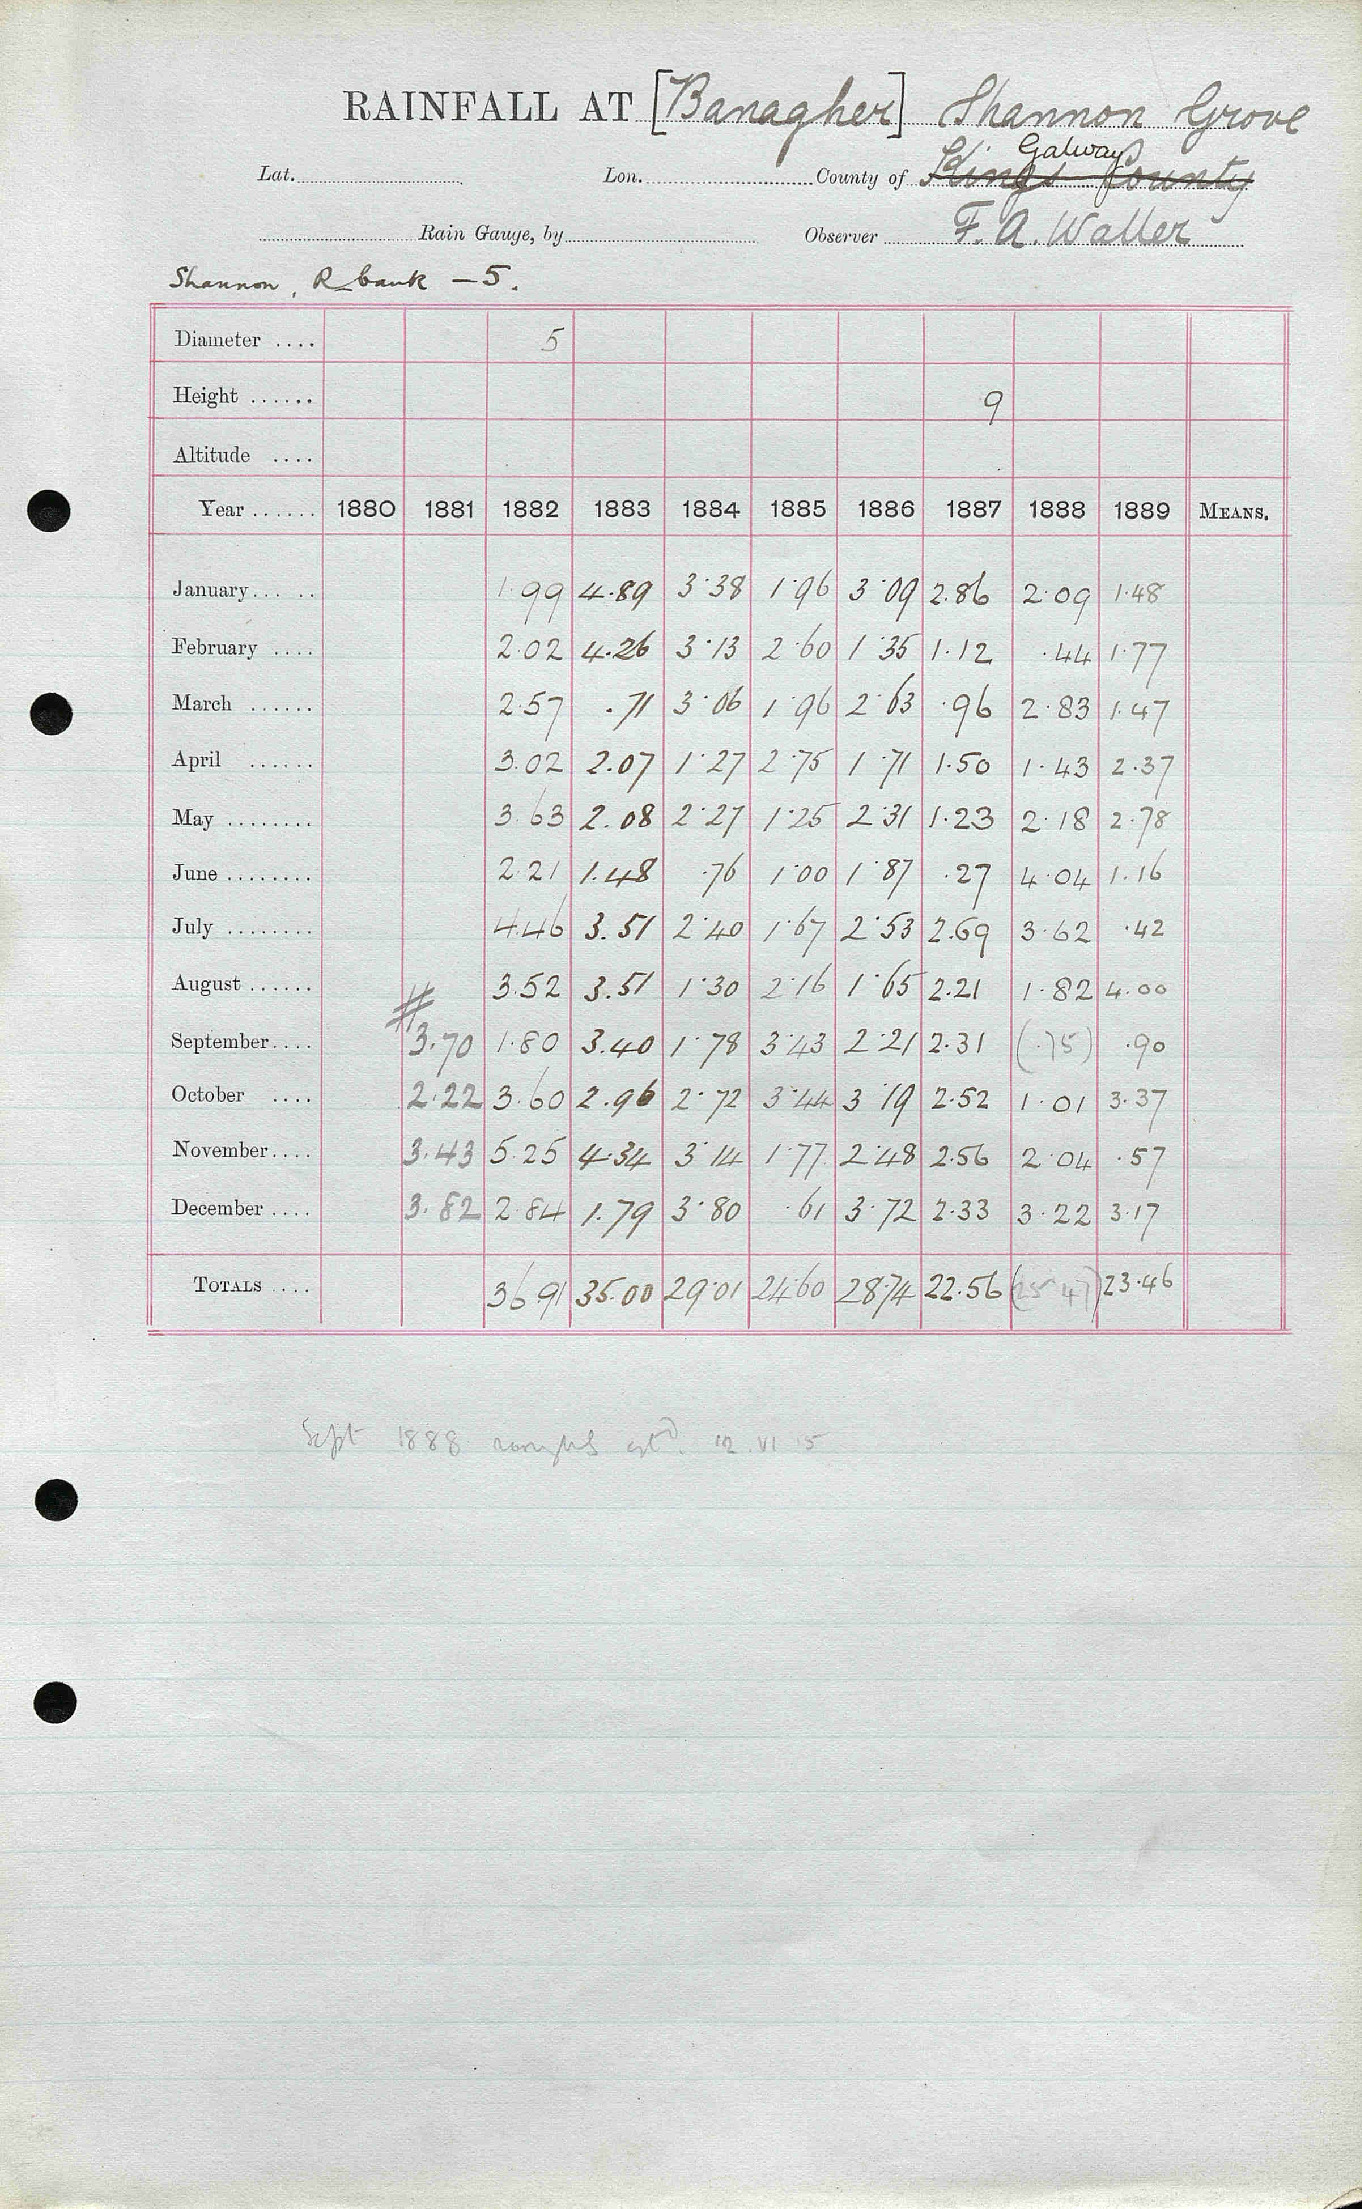 RAINFALL AT [Banagher] Shannon Grove
Galway
Lat. Lon. County of Kings County
Rain Gauge, by Observer F. A. Waller
Shannon, R bank - 5.
Diameter .... 5
Height ...... 9
Altitude ....
Year ...... 1880 1881 1882 1883 1884 1885 1886 1887 1888 1889 MEANS.
January... .. 1.99 4.89 3.38 1.96 3.09 2.86 2.09 1.48
February .... 2.02 4.26 3.13 2.60 1.35 1.12 .44 1.77
March ...... 2.57 .71 3.06 1.96 2.63 .96 2.83 1.47
April ...... 3.02 2.07 1.27 2.75 1.71 1.50 1.43 2.37
May ........ 3.63 2.08 2.27 1.25 2.31 1.23 2.18 2.78
June ........ 2.21 1.48 .76 1.00 1.87 .27 4.04 1.16
July ........ 4.46 3.51 2.40 1.67 2.53 2.69 3.62 .42
August ...... # 3.52 3.51 1.30 2.16 1.65 2.21 1.82 4.00
September.... 3.70 1.80 3.40 1.78 3.43 2.21 2.31 (.75) .90
October .... 2.22 3.60 2.96 2.72 3.44 3.19 2.52 1.01 3.37
November.... 3.43 5.25 4.34 3.14 1.77 2.48 2.56 2.04 .57
December .... 3.82 2.84 1.79 3.80 .61 3.72 2.33 3.22 3.17
TOTALS .... 36.91 35.00 29.01 24.60 28.74 22.56 (25.47) 23.46
Sept 1888 roughly estd. 12.VI.15